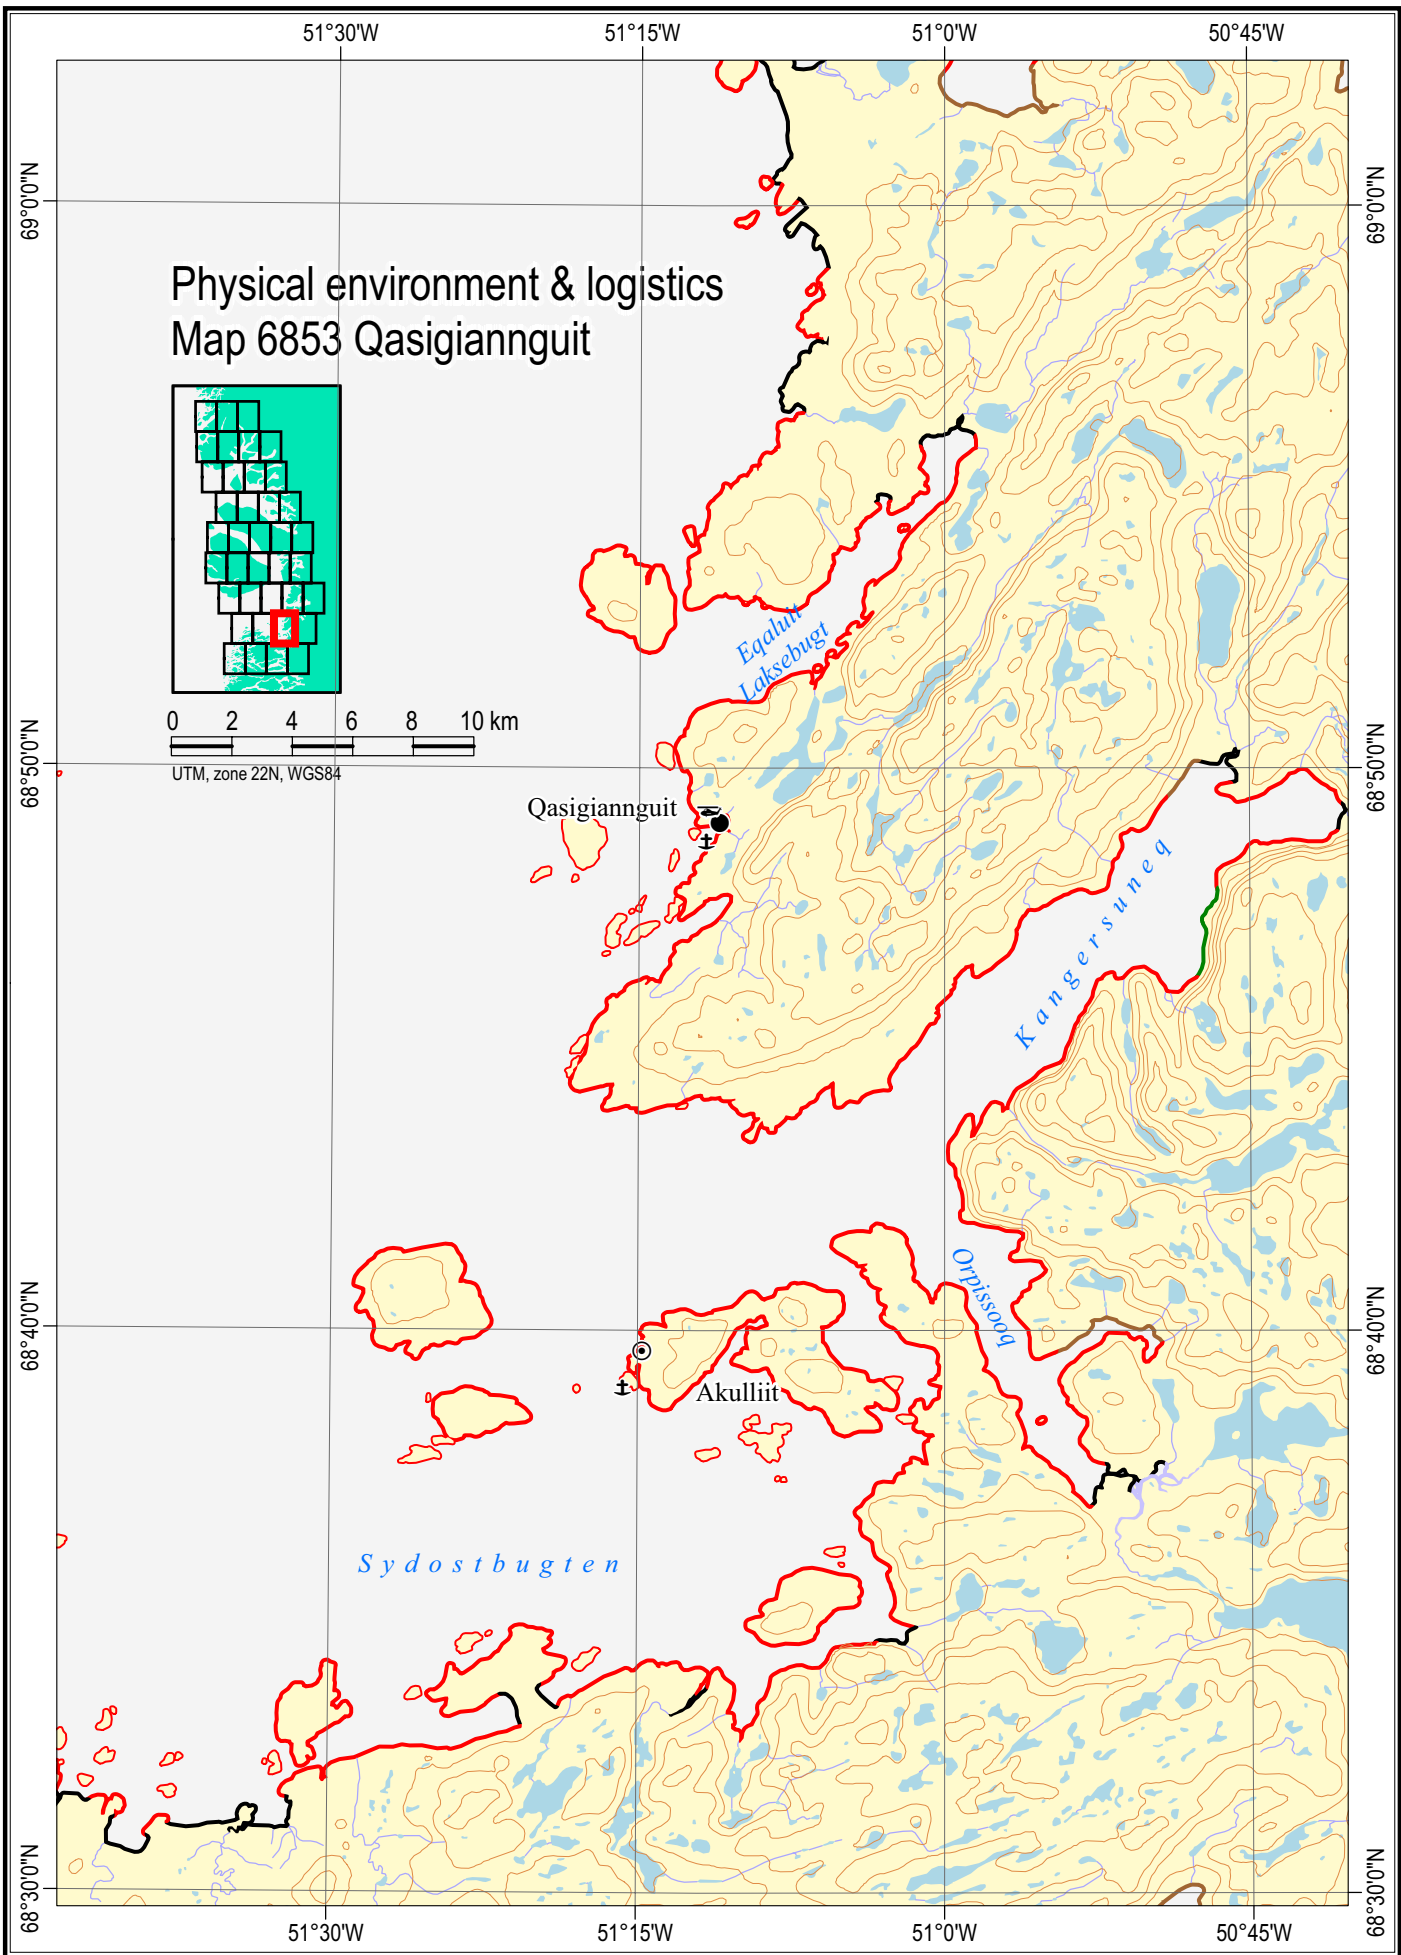 51°30'W
51°15'W
51°0'W
50°45'W
69°0'0"N
69°0'0"N
Physical environment & logistics
Map 6853 Qasigiannguit
Eqaluit
Laksebugt
0 2 4 6 8 10 km
UTM, zone 22N, WGS84
68°50'0"N
68°50'0"N
Qasigiannguit
Kangersuneq
Orpissooq
68°40'0"N
68°40'0"N
Akulliit
Sydostbugten
68°30'0"N
68°30'0"N
51°30'W
51°15'W
51°0'W
50°45'W